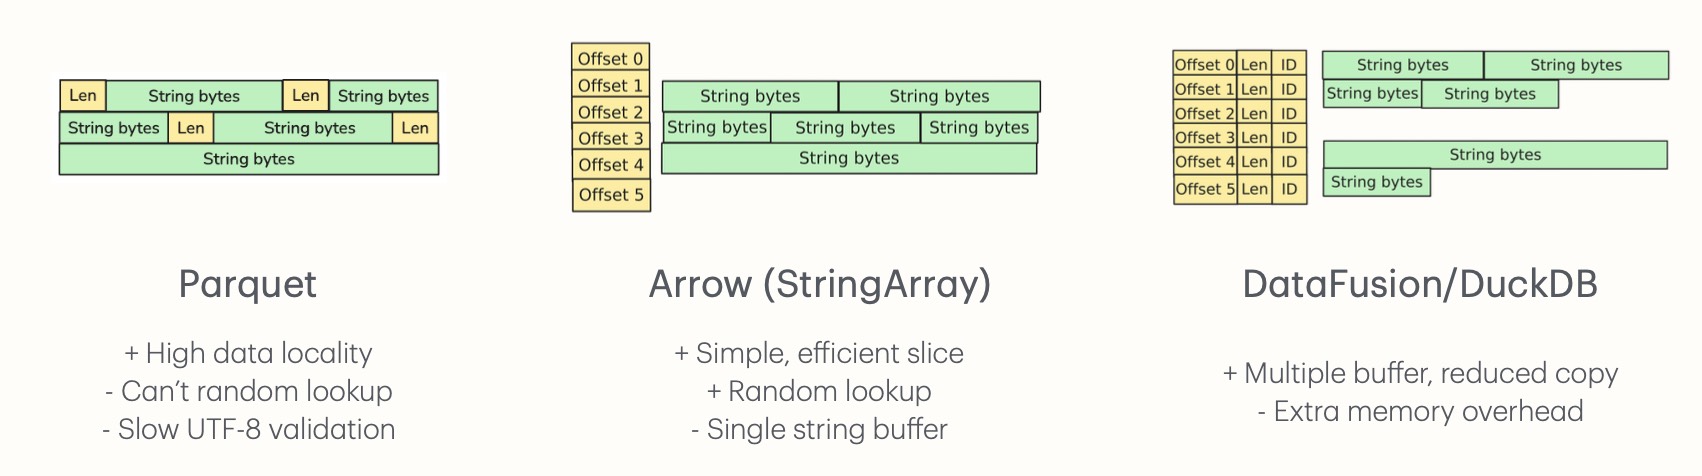 Len String bytes Len String bytes
String bytes Len String bytes Len
String bytes
Parquet
+ High data locality
- Can't random lookup
- Slow UTF-8 validation
Offset 0
Offset 1
Offset 2
Offset 3
Offset 4
Offset 5
String bytes String bytes
String bytes String bytes String bytes
String bytes
Arrow (StringArray)
+ Simple, efficient slice
+ Random lookup
- Single string buffer
Offset 0 Len ID
Offset 1 Len ID
Offset 2 Len ID
Offset 3 Len ID
Offset 4 Len ID
Offset 5 Len ID
String bytes String bytes
String bytes String bytes
String bytes
String bytes
DataFusion/DuckDB
+ Multiple buffer, reduced copy
- Extra memory overhead